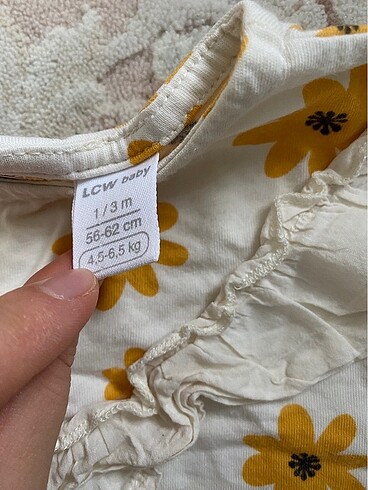 LCW baby
1/3 m
56-62 cm
4,5-6,5 kg